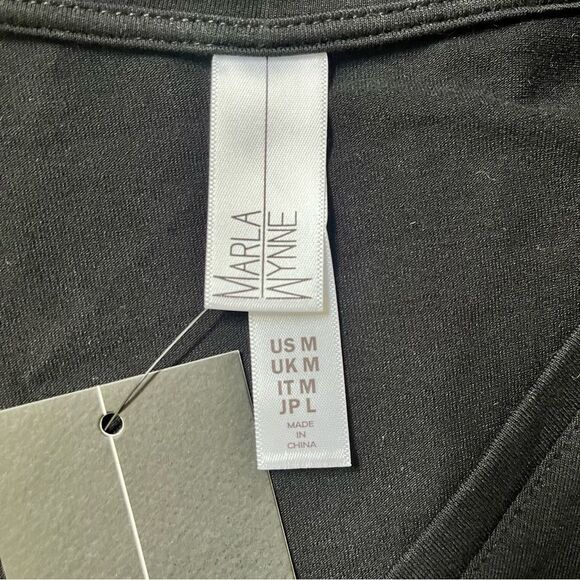 MARLA
WYNNE
US M
UK M
IT M
JP L
MADE
IN
CHINA